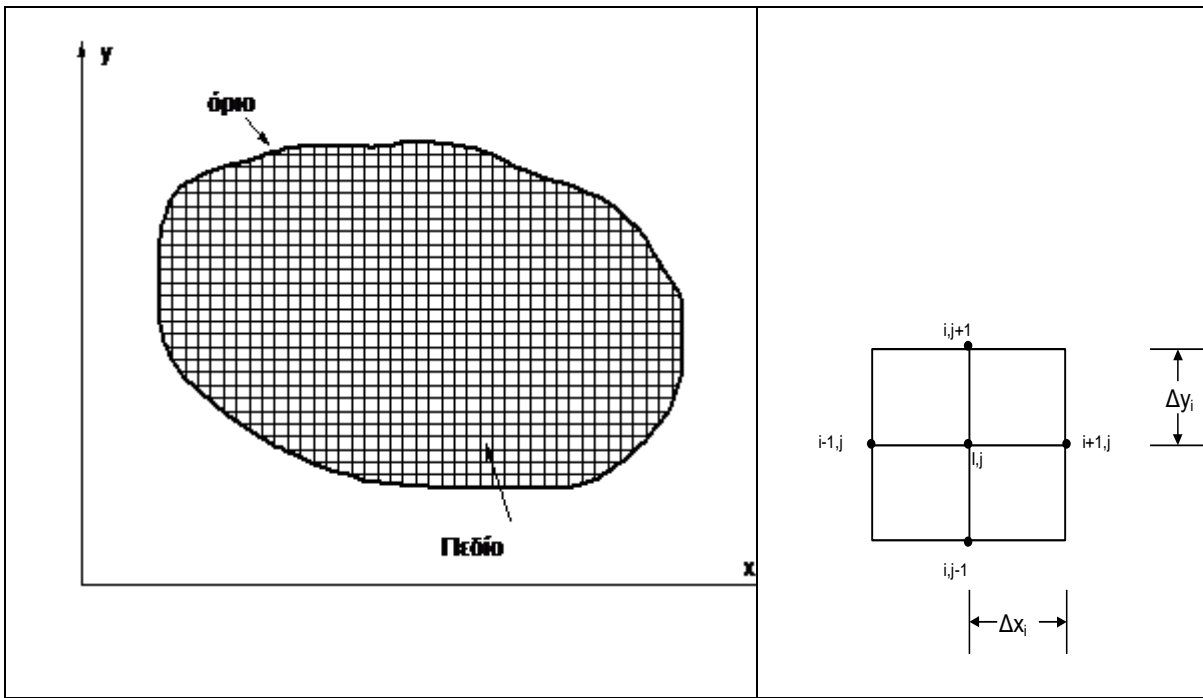 y
όριο
Πεδίο
x
i,j+1
Δyᵢ
i-1,j
i+1,j
I,j
i,j-1
Δxᵢ